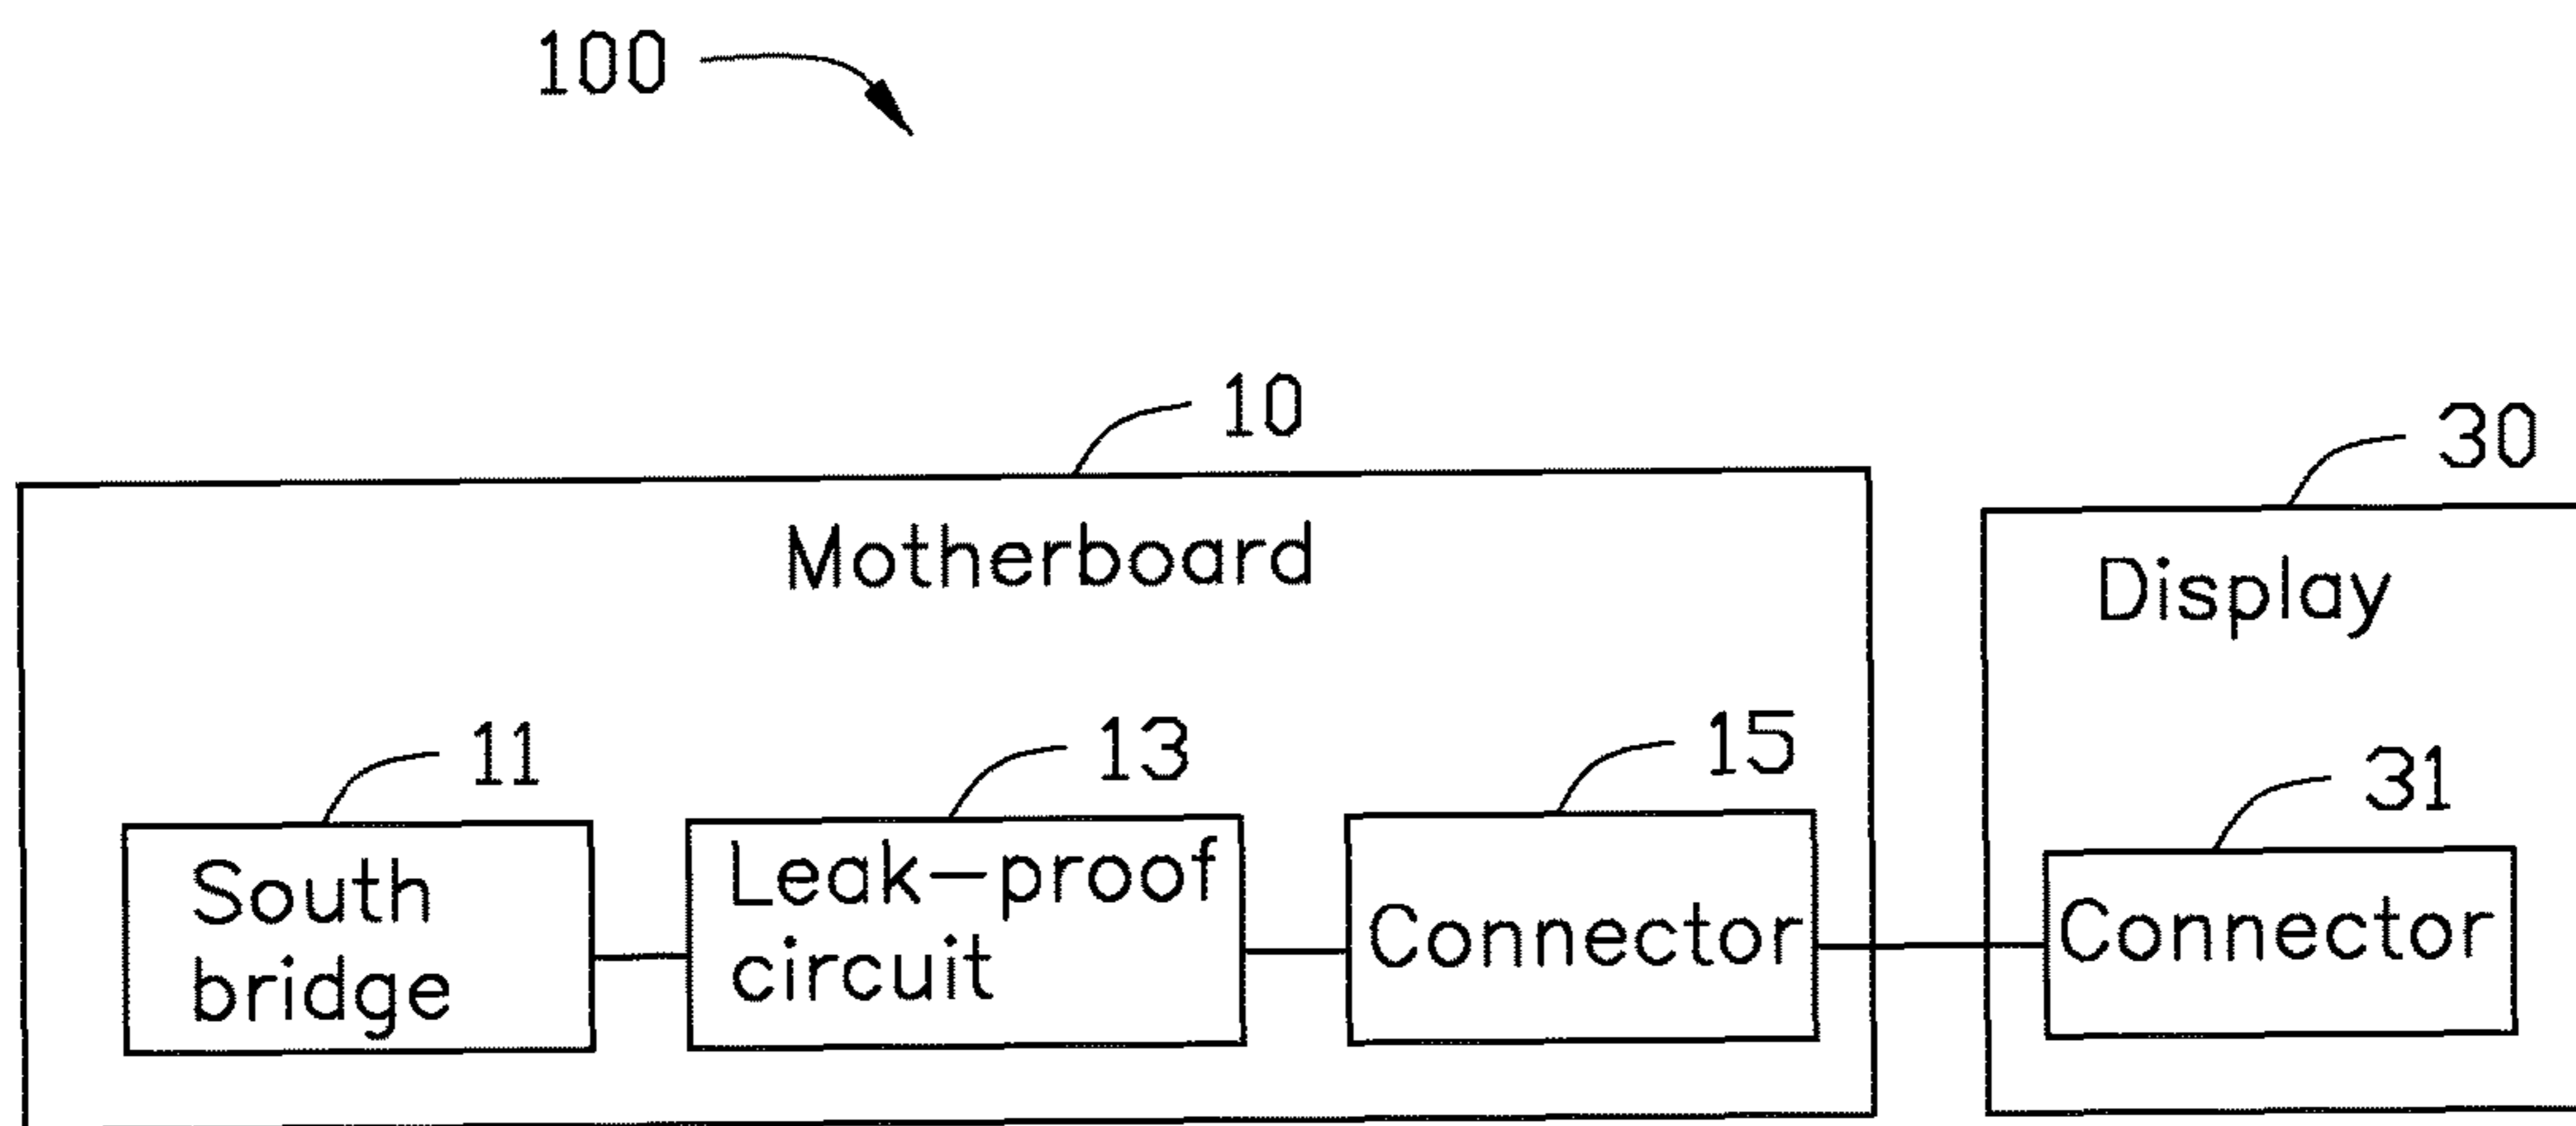 100
10
30
Motherboard
Display
11
13
15
31
South
bridge
Leak-proof
circuit
Connector
Connector